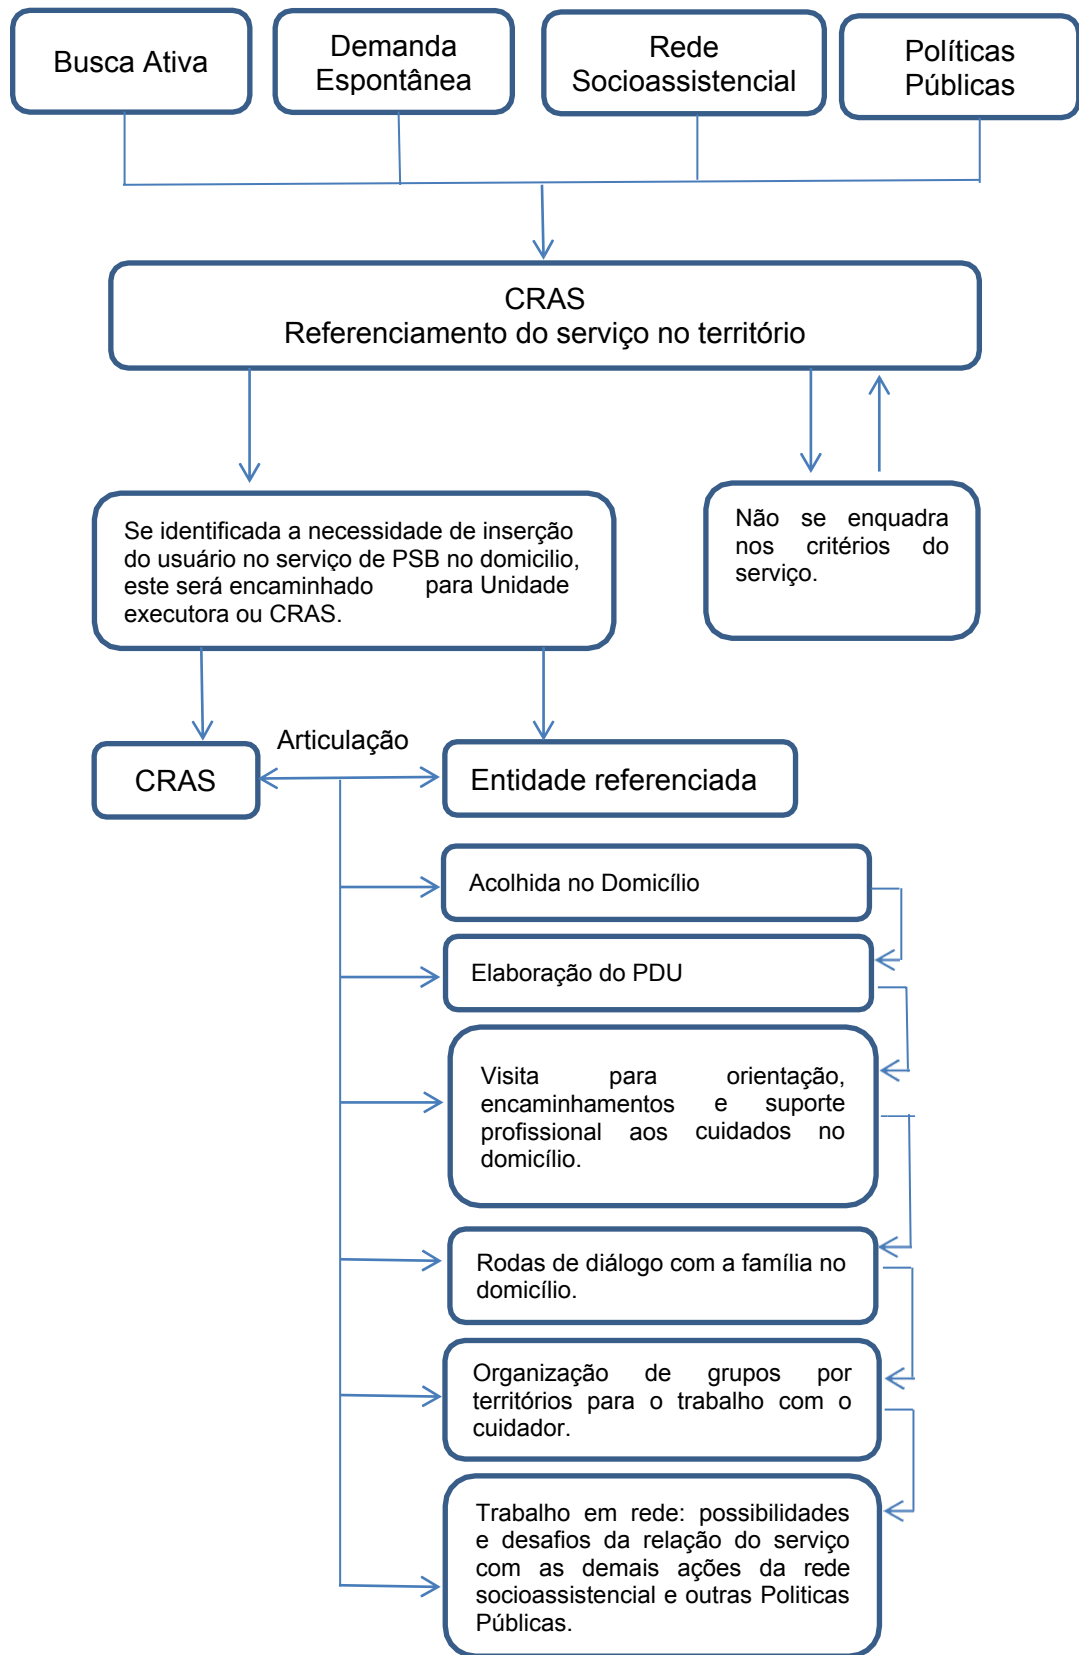 Busca Ativa
Demanda
Espontânea
Rede
Socioassistencial
Políticas
Públicas
CRAS
Referenciamento do serviço no território
Se identificada a necessidade de inserção
do usuário no serviço de PSB no domicilio,
este será encaminhado para Unidade
executora ou CRAS.
Não se enquadra
nos critérios do
serviço.
Articulação
CRAS
Entidade referenciada
Acolhida no Domicílio
Elaboração do PDU
Visita para orientação,
encaminhamentos e suporte
profissional aos cuidados no
domicílio.
Rodas de diálogo com a família no
domicílio.
Organização de grupos por
territórios para o trabalho com o
cuidador.
Trabalho em rede: possibilidades
e desafios da relação do serviço
com as demais ações da rede
socioassistencial e outras Politicas
Públicas.